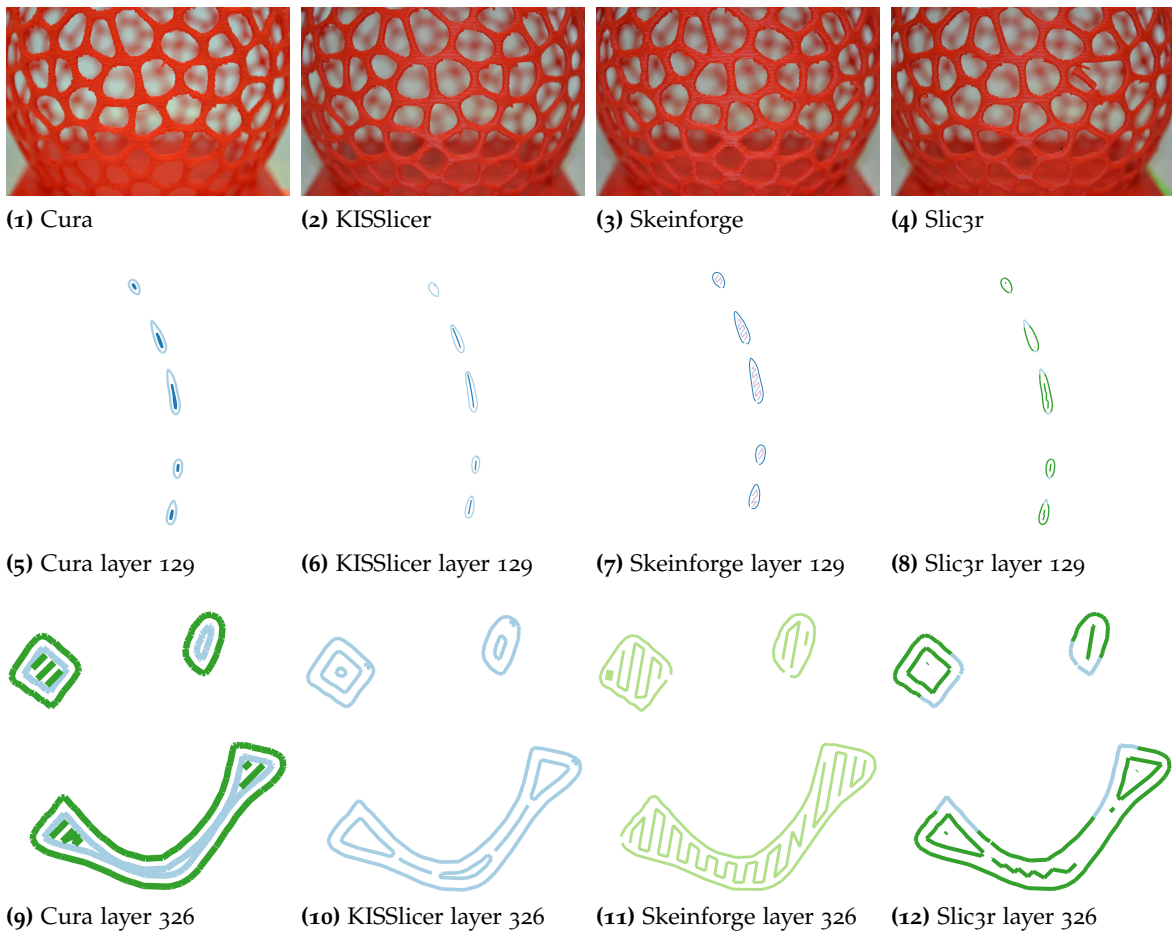 (1) Cura
(2) KISSlicer
(3) Skeinforge
(4) Slic3r
(5) Cura layer 129
(6) KISSlicer layer 129
(7) Skeinforge layer 129
(8) Slic3r layer 129
(9) Cura layer 326
(10) KISSlicer layer 326
(11) Skeinforge layer 326
(12) Slic3r layer 326